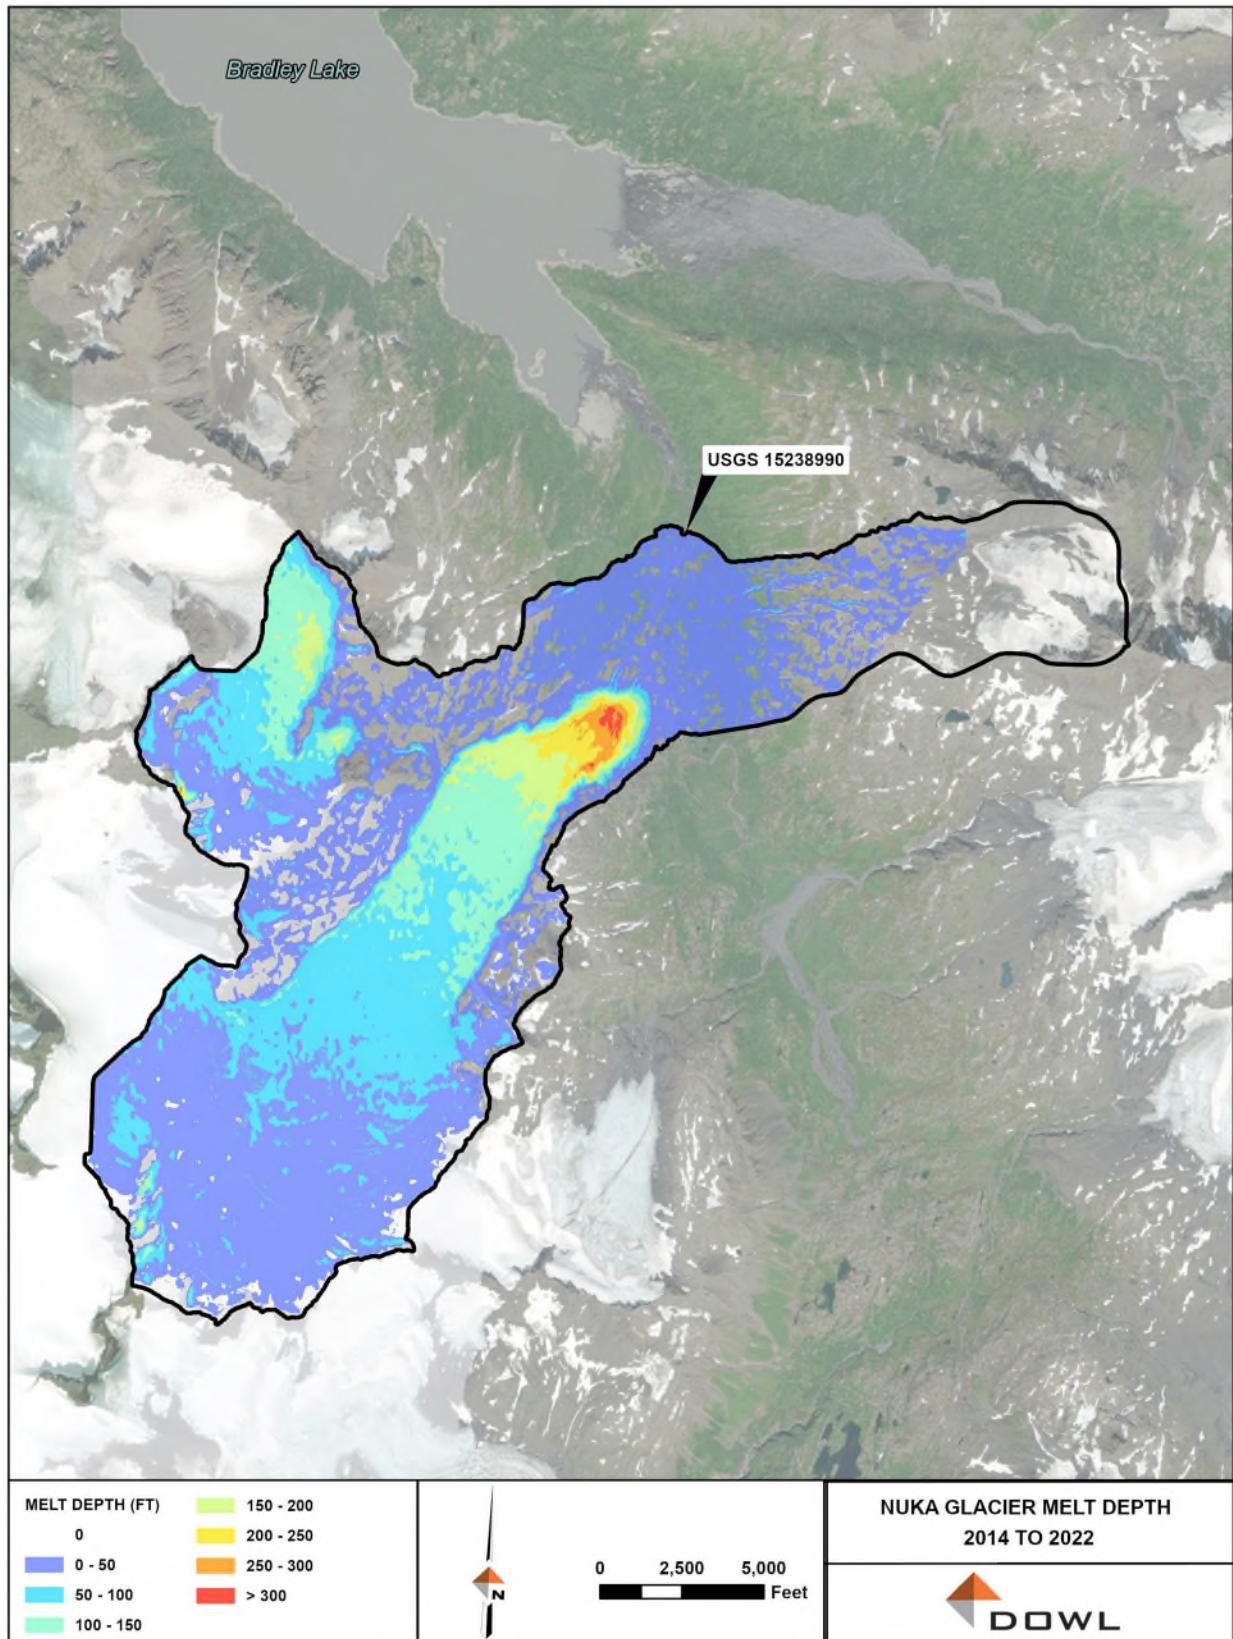 Bradley Lake
USGS 15238990
MELT DEPTH (FT)
0
0 - 50
50 - 100
100 - 150
150 - 200
200 - 250
250 - 300
> 300
N
0 2,500 5,000
Feet
NUKA GLACIER MELT DEPTH
2014 TO 2022
DOWL